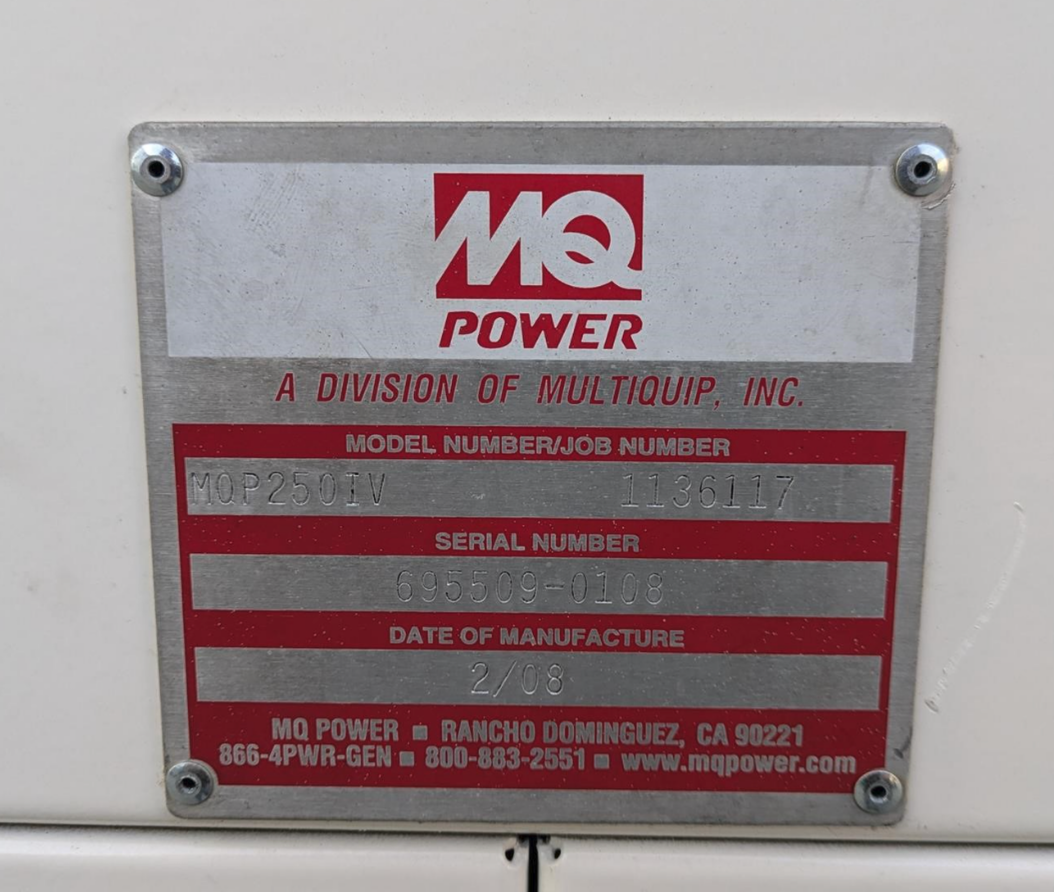 MQ
POWER
A DIVISION OF MULTIQUIP, INC.
MODEL NUMBER/JOB NUMBER
MQP250IV 1136117
SERIAL NUMBER
695509-0108
DATE OF MANUFACTURE
2/08
MQ POWER ■ RANCHO DOMINGUEZ, CA 90221
866-4PWR-GEN ■ 800-883-2551 ■ www.mqpower.com